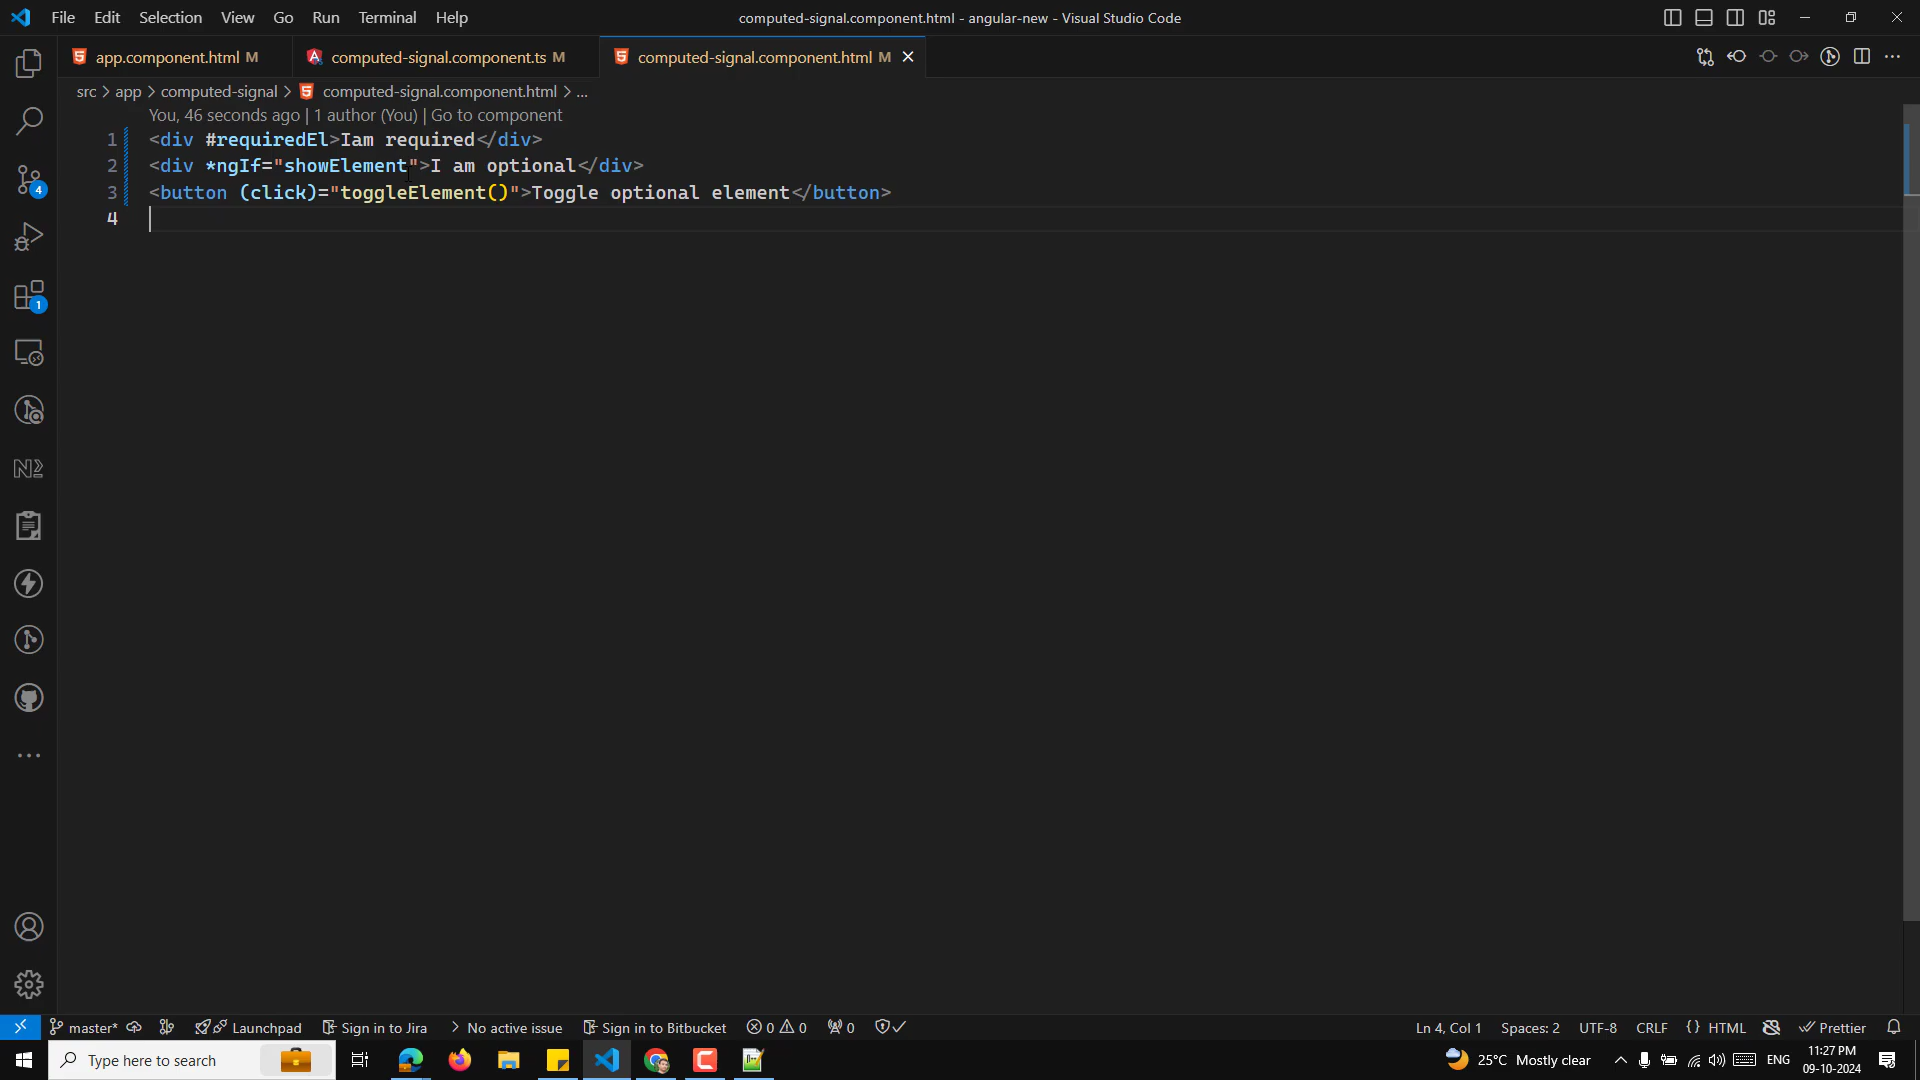 File Edit Selection View Go Run Terminal Help
computed-signal.component.html - angular-new - Visual Studio Code
app.component.html M
computed-signal.component.ts M
computed-signal.component.html M
src > app > computed-signal > computed-signal.component.html > ...
You, 46 seconds ago | 1 author (You) | Go to component
1 <div #requiredEl>Iam required</div>
2 <div *ngIf="showElement">I am optional</div>
3 <button (click)="toggleElement()">Toggle optional element</button>
4
4
1
master* Launchpad Sign in to Jira No active issue Sign in to Bitbucket 0 0 0
Ln 4, Col 1 Spaces: 2 UTF-8 CRLF {} HTML Prettier
Type here to search
25°C Mostly clear
ENG
11:27 PM
09-10-2024